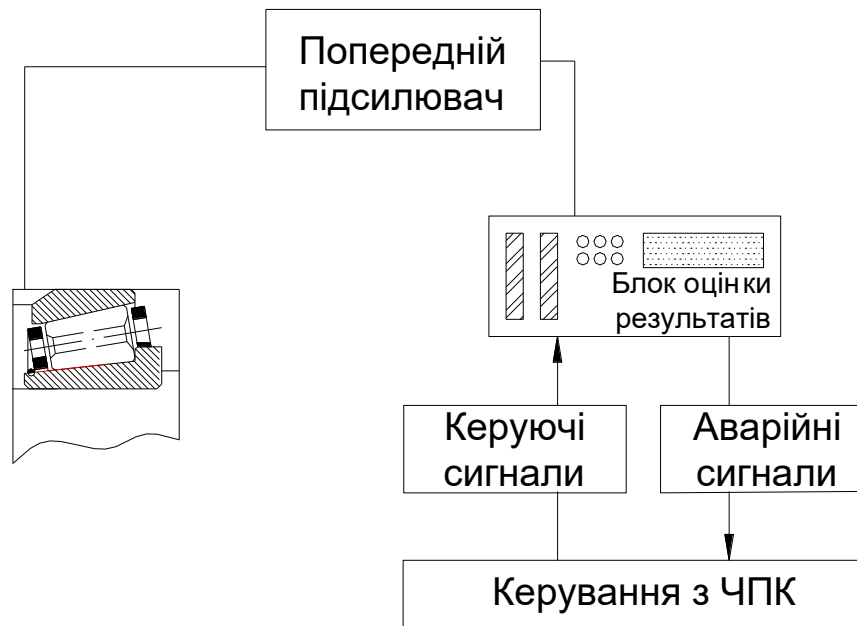 Попередній
підсилювач
Блок оцінки
результатів
Керуючі
сигнали
Аварійні
сигнали
Керування з ЧПК